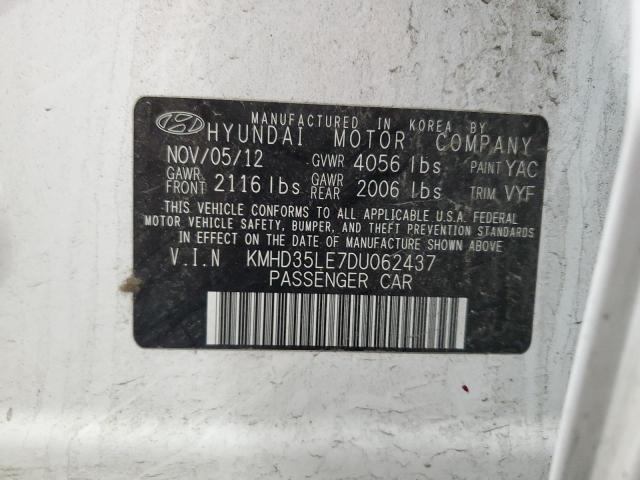 MANUFACTURED IN KOREA BY
HYUNDAI MOTOR COMPANY
NOV/05/12 GVWR 4056 lbs PAINT YAC
GAWR FRONT 2116 lbs GAWR REAR 2006 lbs TRIM VYF
THIS VEHICLE CONFORMS TO ALL APPLICABLE U.S.A. FEDERAL
MOTOR VEHICLE SAFETY, BUMPER, AND THEFT PREVENTION STANDARDS
IN EFFECT ON THE DATE OF MANUFACTURE SHOWN ABOVE.
V.I.N KMHD35LE7DU062437
PASSENGER CAR